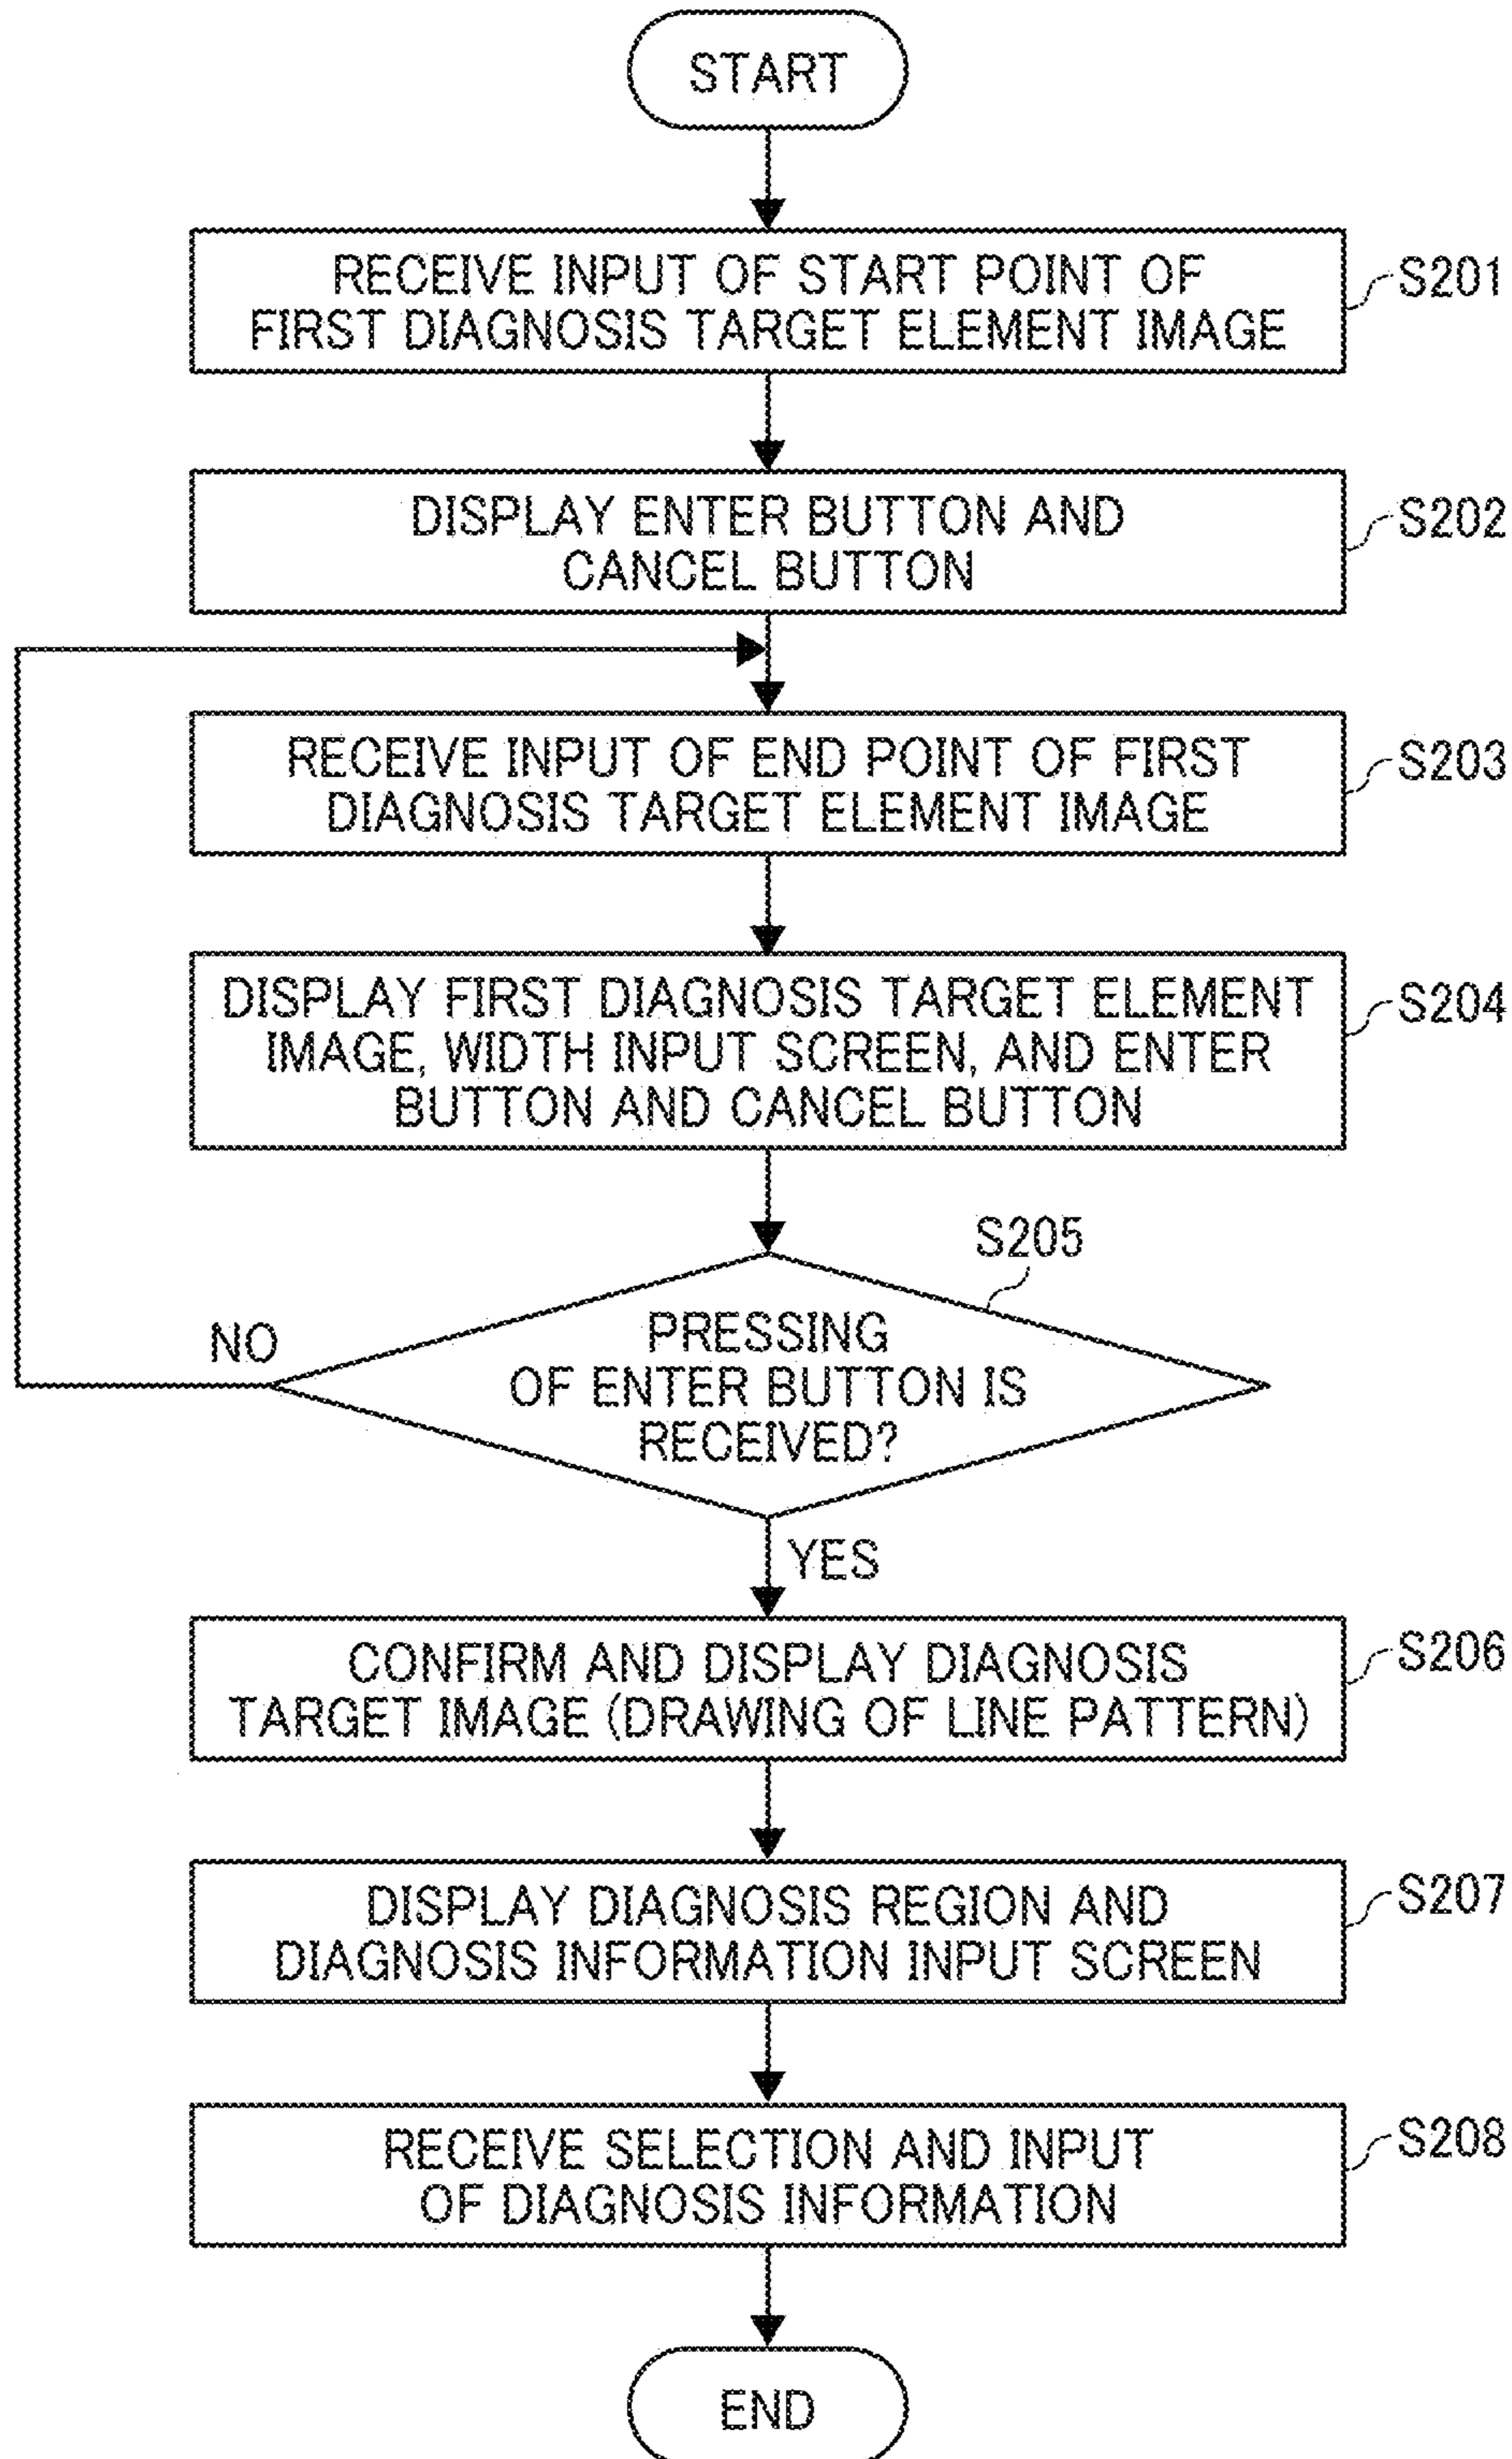 START
RECEIVE INPUT OF START POINT OF
FIRST DIAGNOSIS TARGET ELEMENT IMAGE
S201
DISPLAY ENTER BUTTON AND
CANCEL BUTTON
S202
RECEIVE INPUT OF END POINT OF FIRST
DIAGNOSIS TARGET ELEMENT IMAGE
S203
DISPLAY FIRST DIAGNOSIS TARGET ELEMENT
IMAGE, WIDTH INPUT SCREEN, AND ENTER
BUTTON AND CANCEL BUTTON
S204
S205
PRESSING
OF ENTER BUTTON IS
RECEIVED?
NO
YES
CONFIRM AND DISPLAY DIAGNOSIS
TARGET IMAGE (DRAWING OF LINE PATTERN)
S206
DISPLAY DIAGNOSIS REGION AND
DIAGNOSIS INFORMATION INPUT SCREEN
S207
RECEIVE SELECTION AND INPUT
OF DIAGNOSIS INFORMATION
S208
END